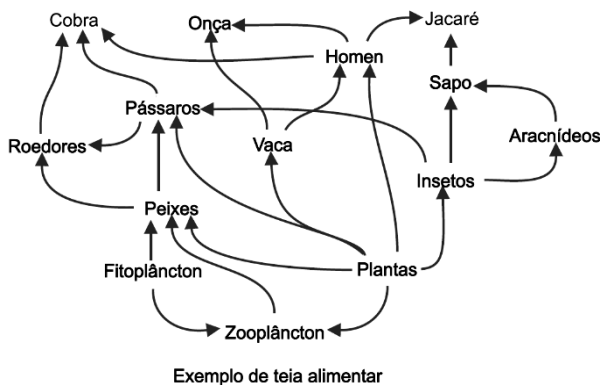 Cobra
Onça
Jacaré
Homen
Sapo
Pássaros
Roedores
Vaca
Aracnídeos
Insetos
Peixes
Fitoplâncton
Plantas
Zooplâncton
Exemplo de teia alimentar